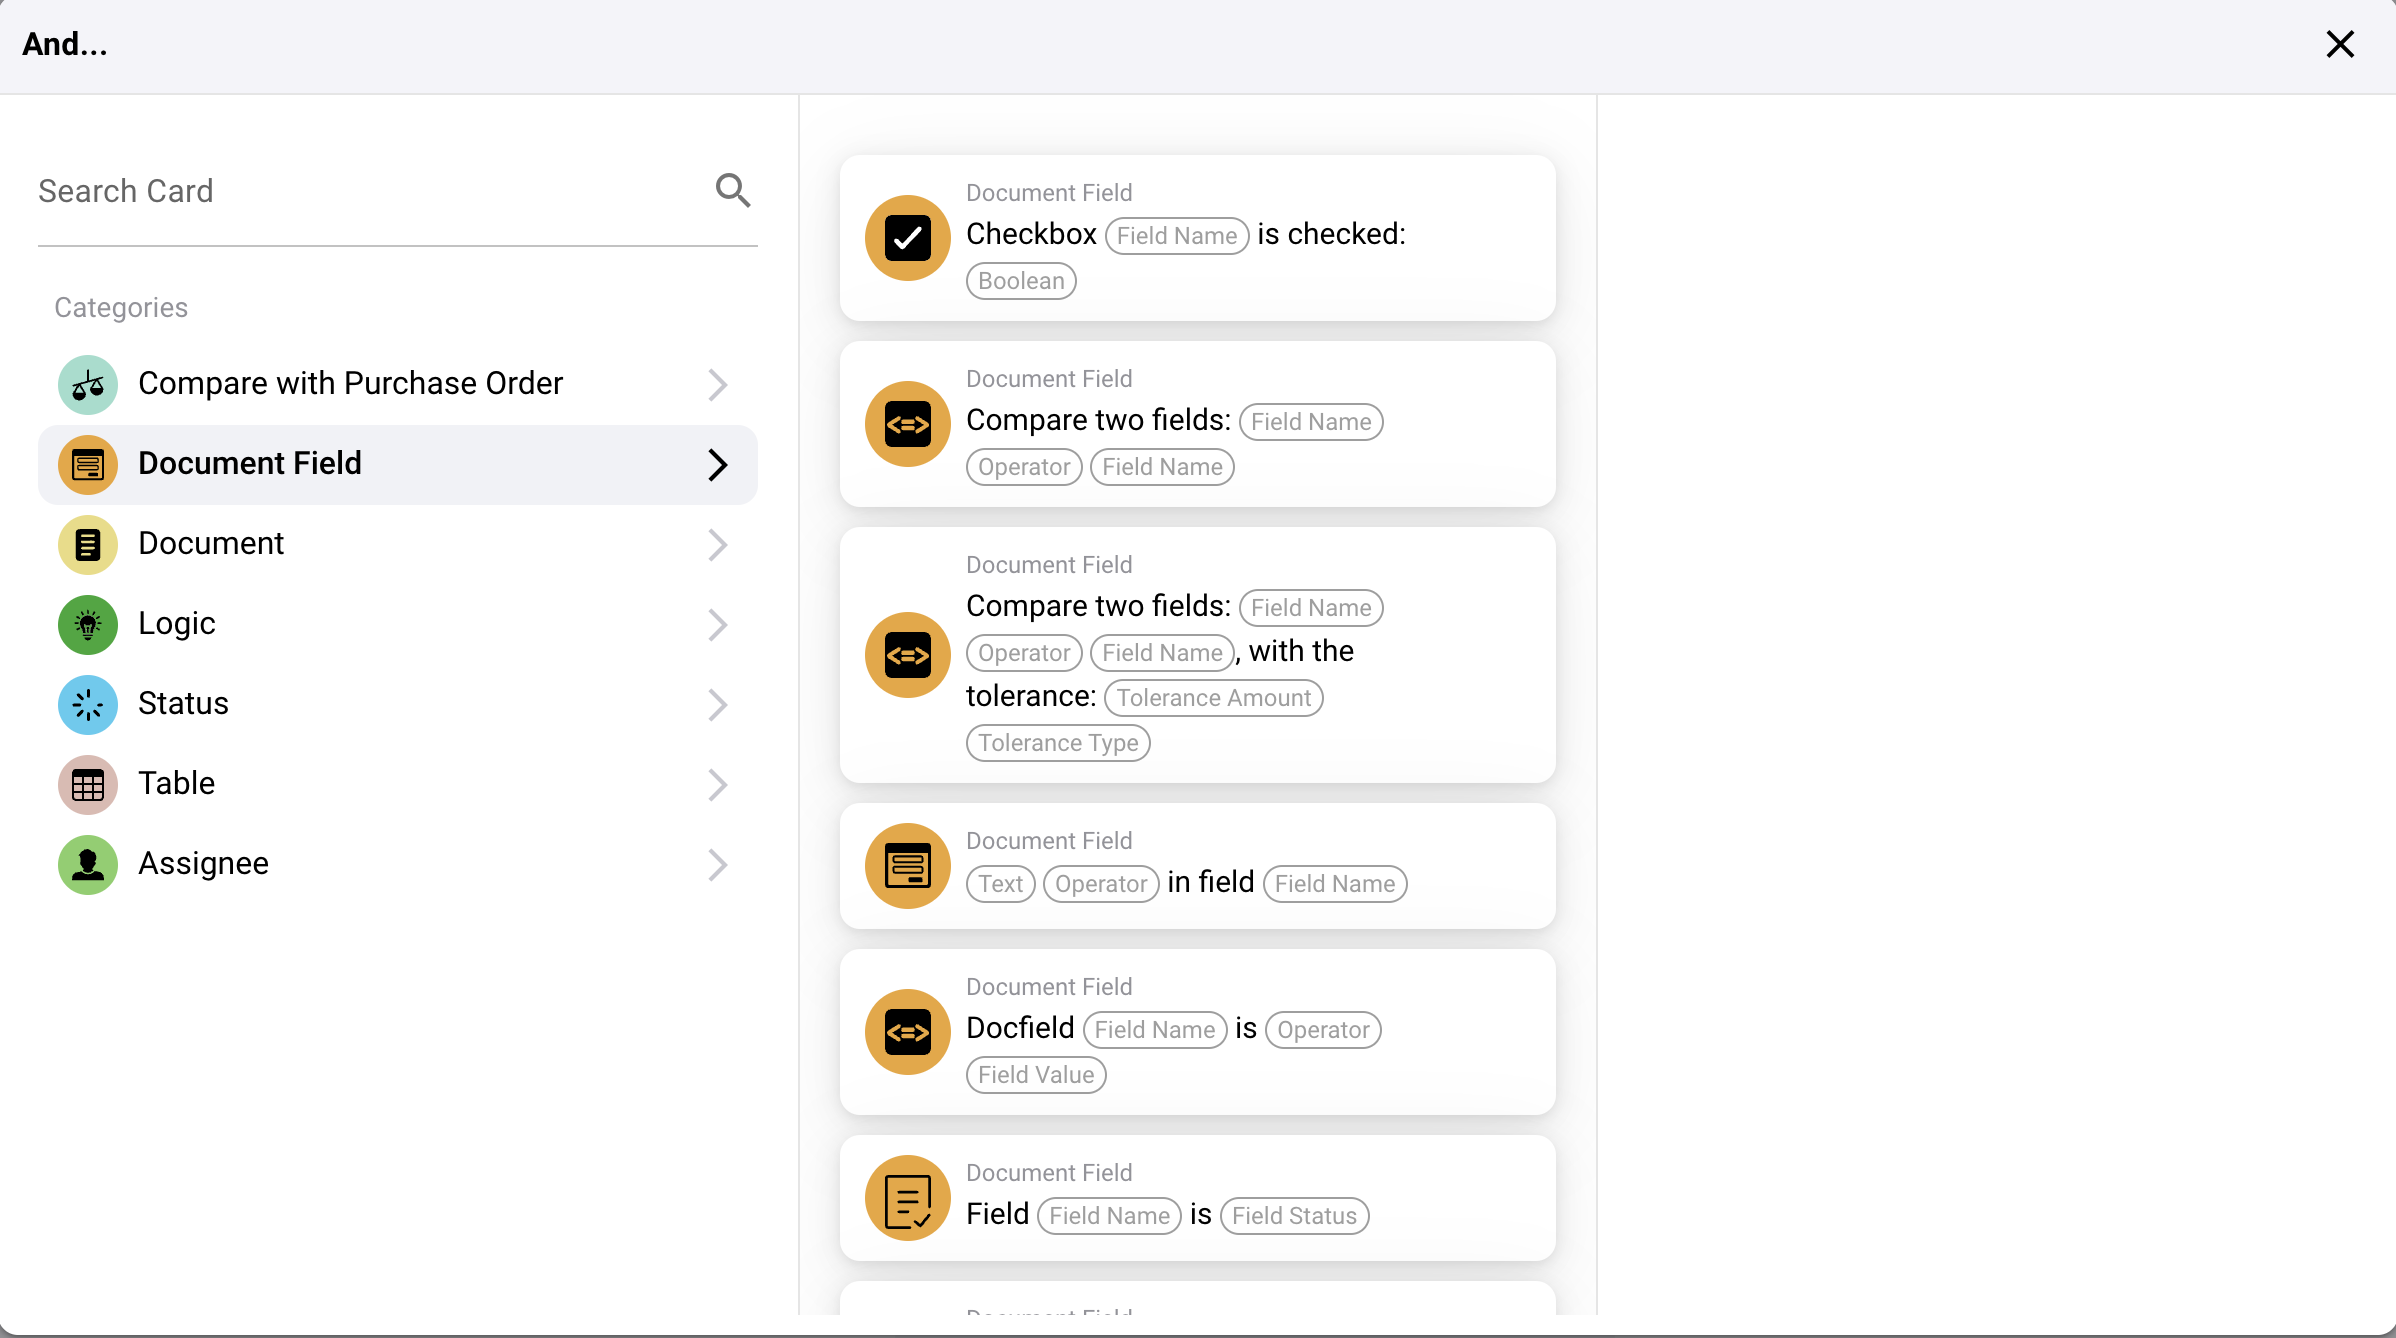 And...
Search Card
Categories
Compare with Purchase Order
Document Field
Document
Logic
Status
Table
Assignee
Document Field
Checkbox Field Name is checked:
Boolean
Document Field
Compare two fields: Field Name
Operator Field Name
Document Field
Compare two fields: Field Name
Operator Field Name, with the
tolerance: Tolerance Amount
Tolerance Type
Document Field
Text Operator in field Field Name
Document Field
Docfield Field Name is Operator
Field Value
Document Field
Field Field Name is Field Status
Document Field